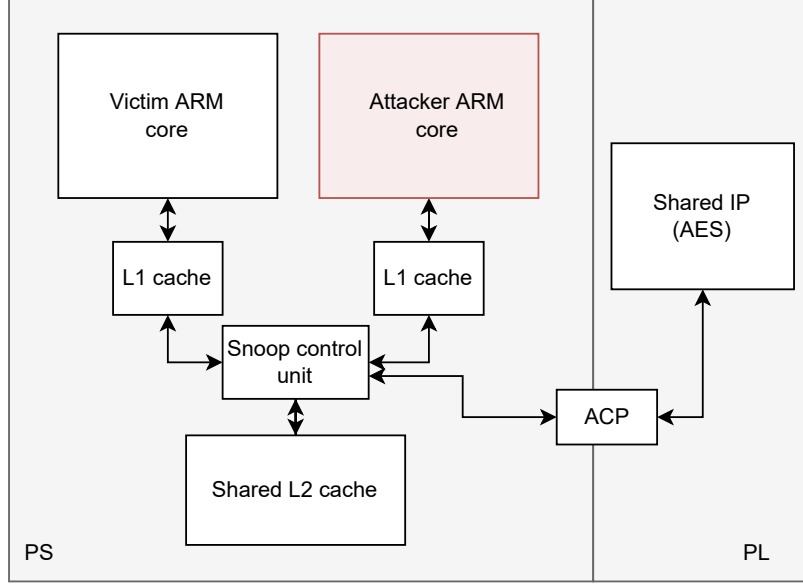 Victim ARM
core
Attacker ARM
core
Shared IP
(AES)
L1 cache
L1 cache
Snoop control
unit
ACP
Shared L2 cache
PS
PL